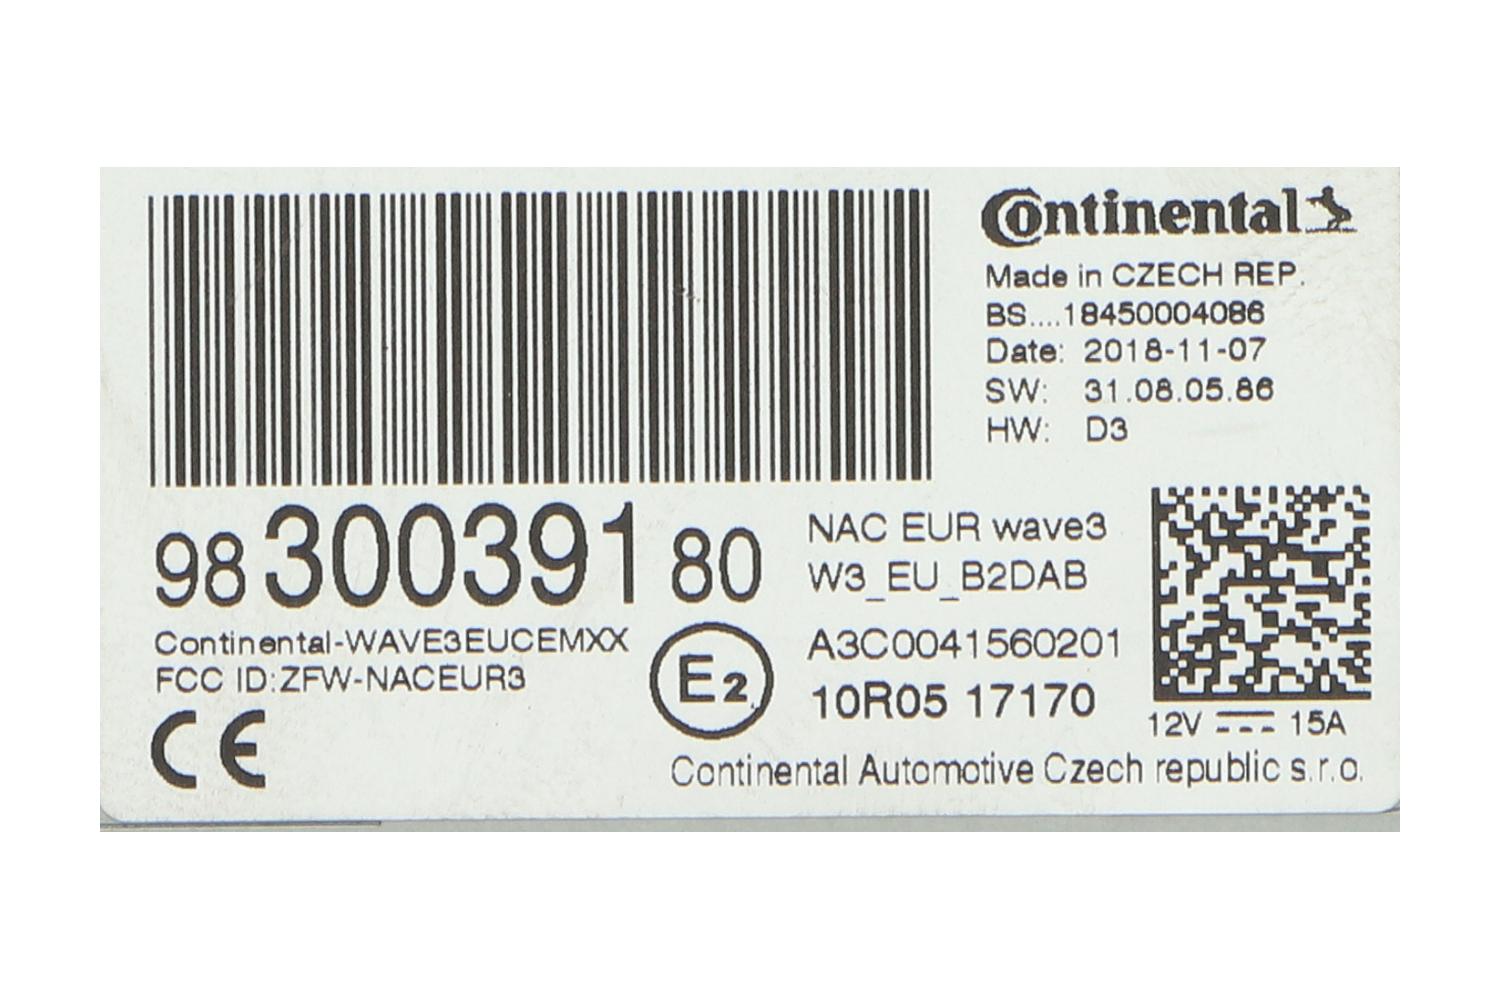 Continental
Made in CZECH REP.
BS....18450004086
Date: 2018-11-07
SW: 31.08.05.86
HW: D3
98 300391 80
NAC EUR wave3
W3_EU_B2DAB
Continental-WAVE3EUCEMXX
FCC ID:ZFW-NACEUR3
CE
E2
A3C0041560201
10R05 17170
12V 15A
Continental Automotive Czech republic s.r.o.